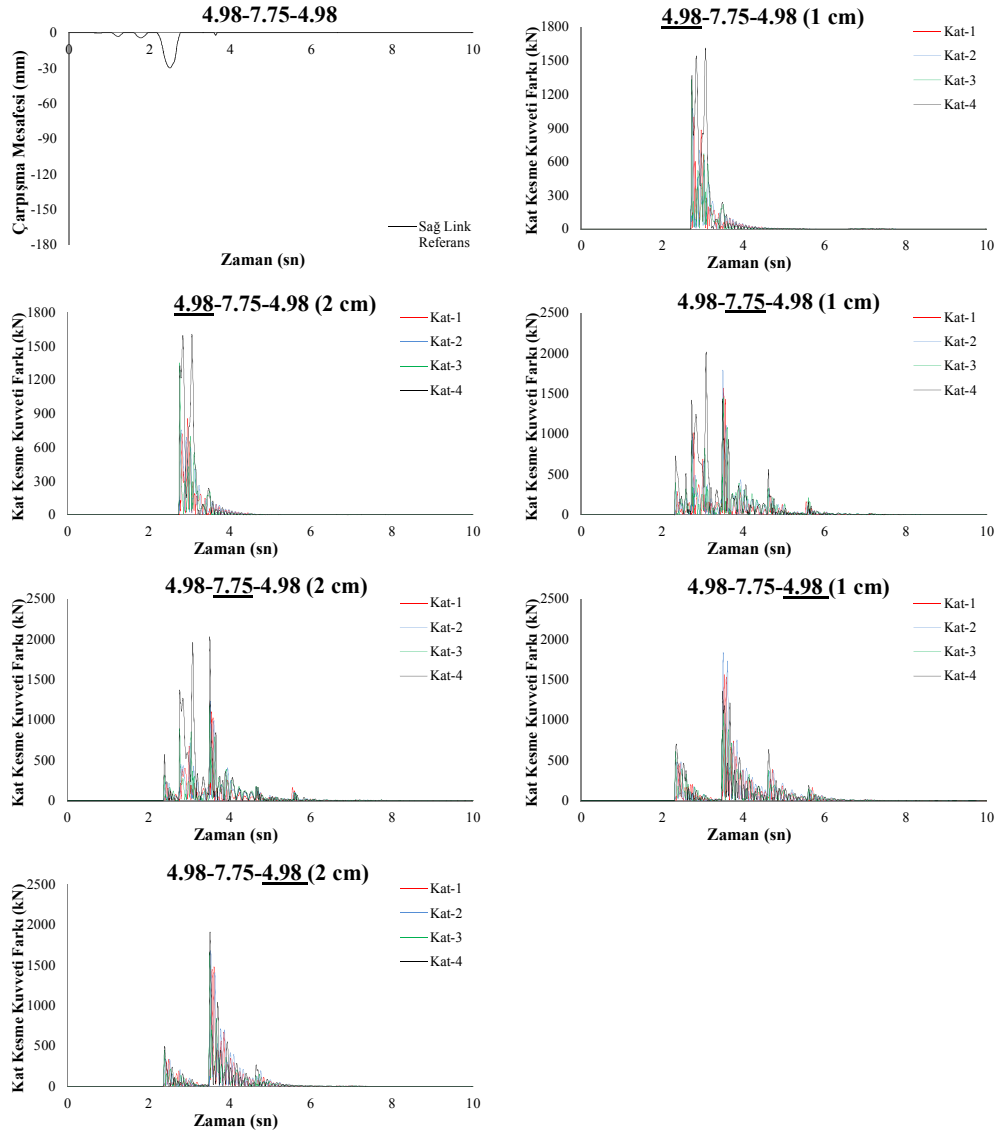 4.98-7.75-4.98
Çarpışma Mesafesi (mm)
0
-30
-60
-90
-120
-150
-180
0 2 4 6 8 10
Sağ Link
Referans
Zaman (sn)
4.98-7.75-4.98 (1 cm)
Kat Kesme Kuvveti Farkı (kN)
1800
1500
1200
900
600
300
0
0 2 4 6 8 10
Kat-1
Kat-2
Kat-3
Kat-4
Zaman (sn)
4.98-7.75-4.98 (2 cm)
Kat Kesme Kuvveti Farkı (kN)
1800
1500
1200
900
600
300
0
0 2 4 6 8 10
Kat-1
Kat-2
Kat-3
Kat-4
Zaman (sn)
4.98-7.75-4.98 (1 cm)
Kat Kesme Kuvveti Farkı (kN)
2500
2000
1500
1000
500
0
0 2 4 6 8 10
Kat-1
Kat-2
Kat-3
Kat-4
Zaman (sn)
4.98-7.75-4.98 (2 cm)
Kat Kesme Kuvveti Farkı (kN)
2500
2000
1500
1000
500
0
0 2 4 6 8 10
Kat-1
Kat-2
Kat-3
Kat-4
Zaman (sn)
4.98-7.75-4.98 (1 cm)
Kat Kesme Kuvveti Farkı (kN)
2500
2000
1500
1000
500
0
0 2 4 6 8 10
Kat-1
Kat-2
Kat-3
Kat-4
Zaman (sn)
4.98-7.75-4.98 (2 cm)
Kat Kesme Kuvveti Farkı (kN)
2500
2000
1500
1000
500
0
0 2 4 6 8 10
Kat-1
Kat-2
Kat-3
Kat-4
Zaman (sn)